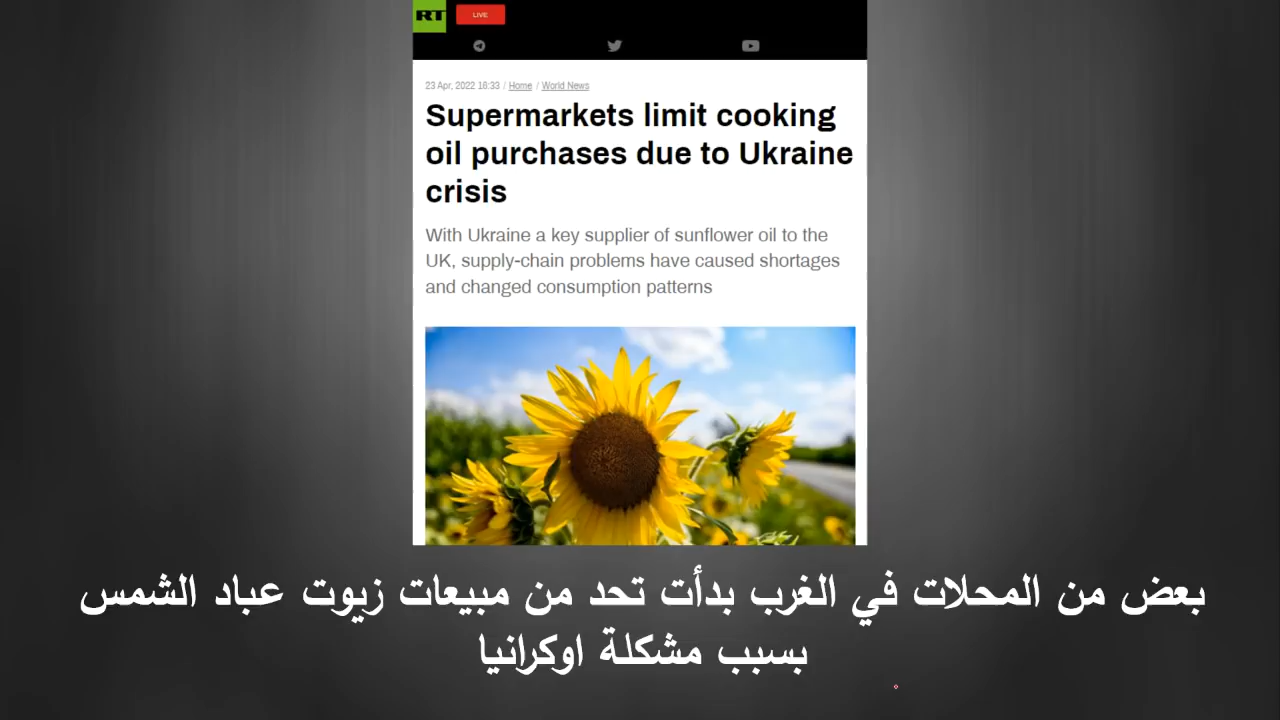 RT
LIVE
23 Apr, 2022 16:33 / Home / World News
Supermarkets limit cooking
oil purchases due to Ukraine
crisis
With Ukraine a key supplier of sunflower oil to the
UK, supply-chain problems have caused shortages
and changed consumption patterns
بعض من المحلات في الغرب بدأت تحد من مبيعات زيوت عباد الشمس
بسبب مشكلة اوكرانيا